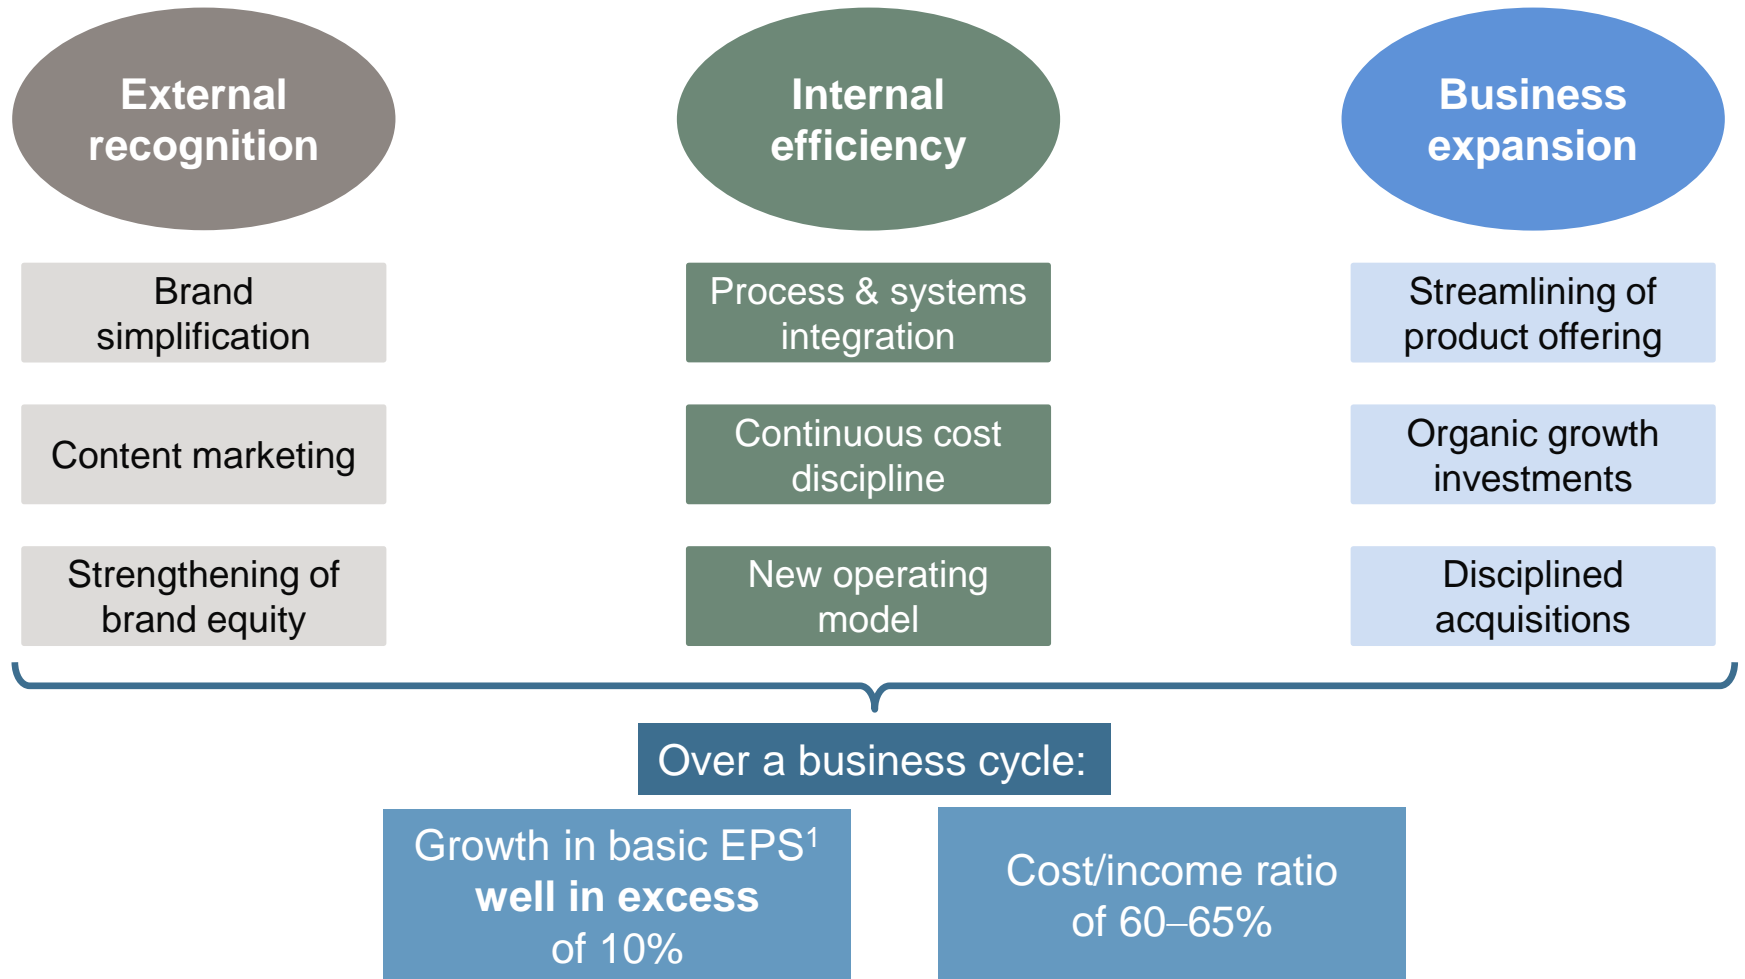 External
recognition
Brand
simplification
Content marketing
Strengthening of
brand equity
Internal
efficiency
Process & systems
integration
Continuous cost
discipline
New operating
model
Business
expansion
Streamlining of
product offering
Organic growth
investments
Disciplined
acquisitions
Over a business cycle:
Growth in basic EPS¹
well in excess
of 10%
Cost/income ratio
of 60–65%